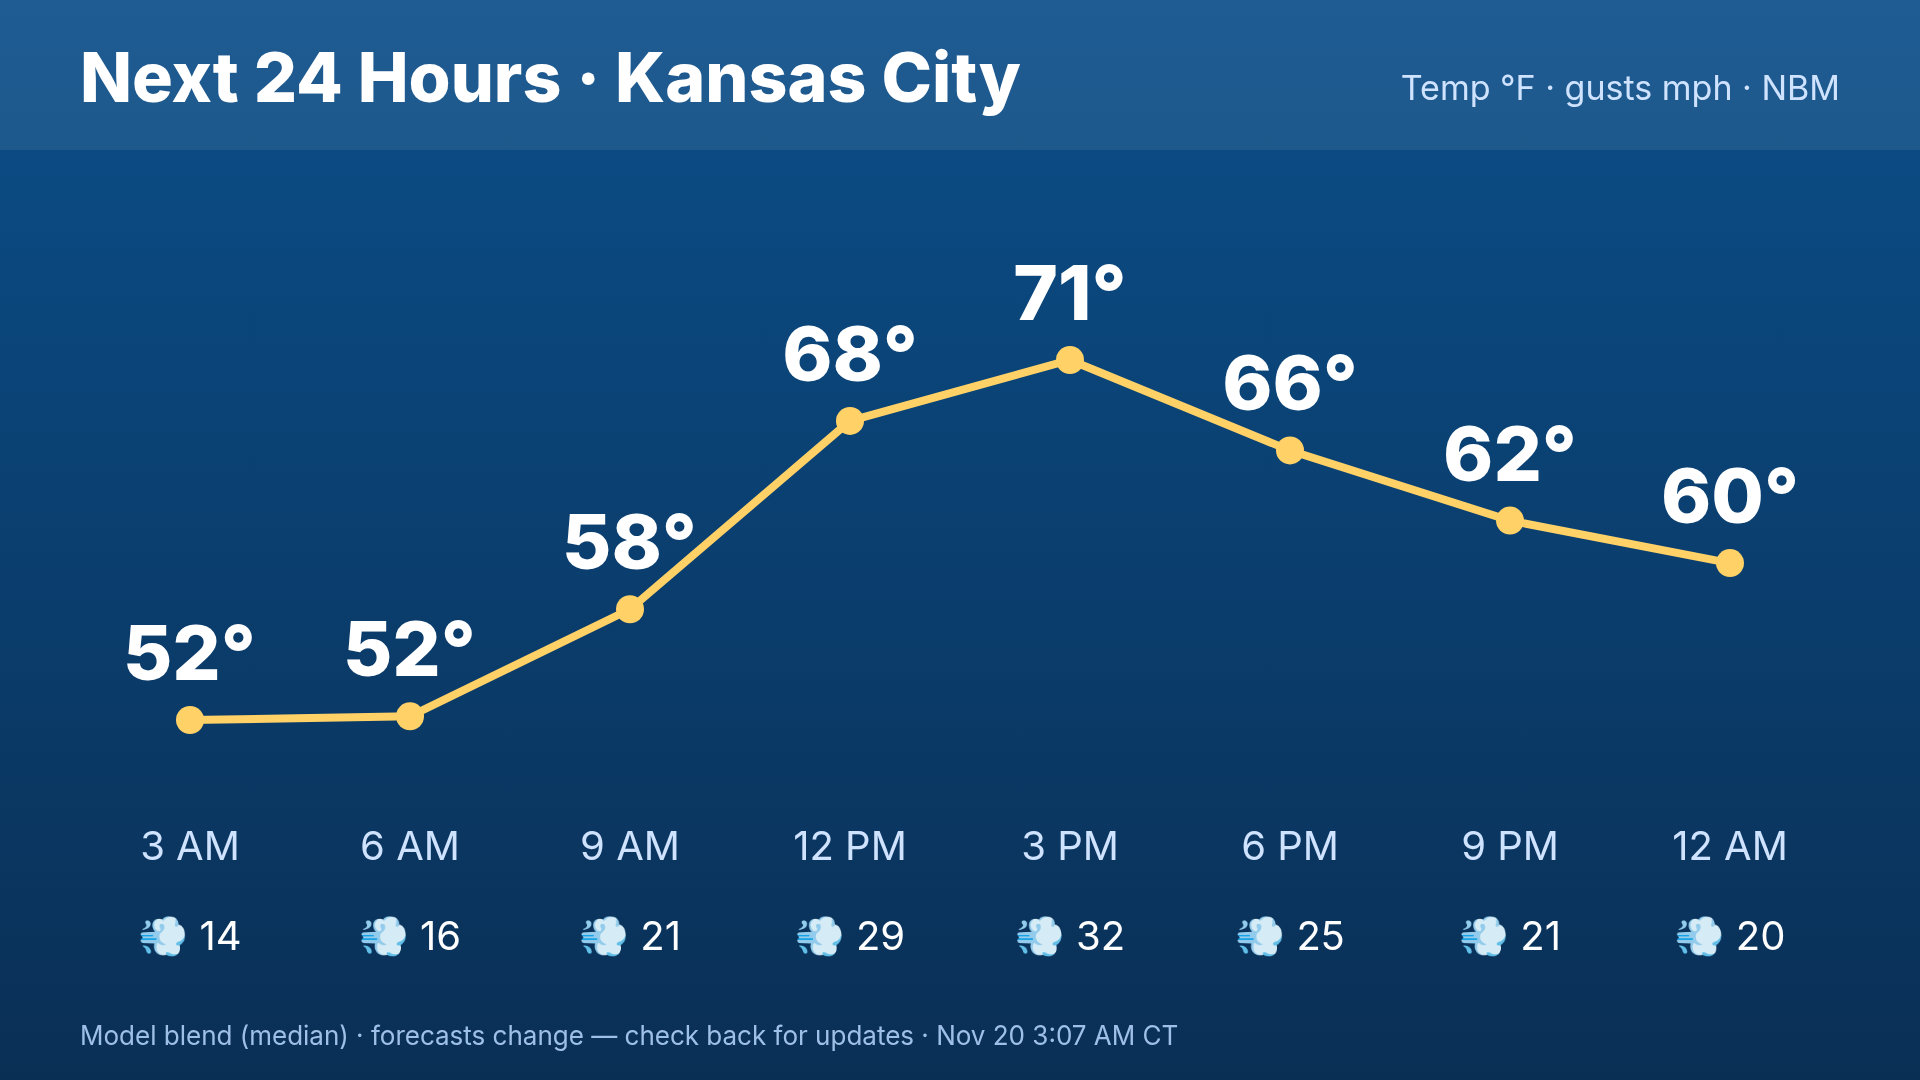 Next 24 Hours · Kansas City
Temp °F · gusts mph · NBM
52° 52° 58° 68° 71° 66° 62° 60°
3 AM 6 AM 9 AM 12 PM 3 PM 6 PM 9 PM 12 AM
💨 14 💨 16 💨 21 💨 29 💨 32 💨 25 💨 21 💨 20
Model blend (median) · forecasts change — check back for updates · Nov 20 3:07 AM CT